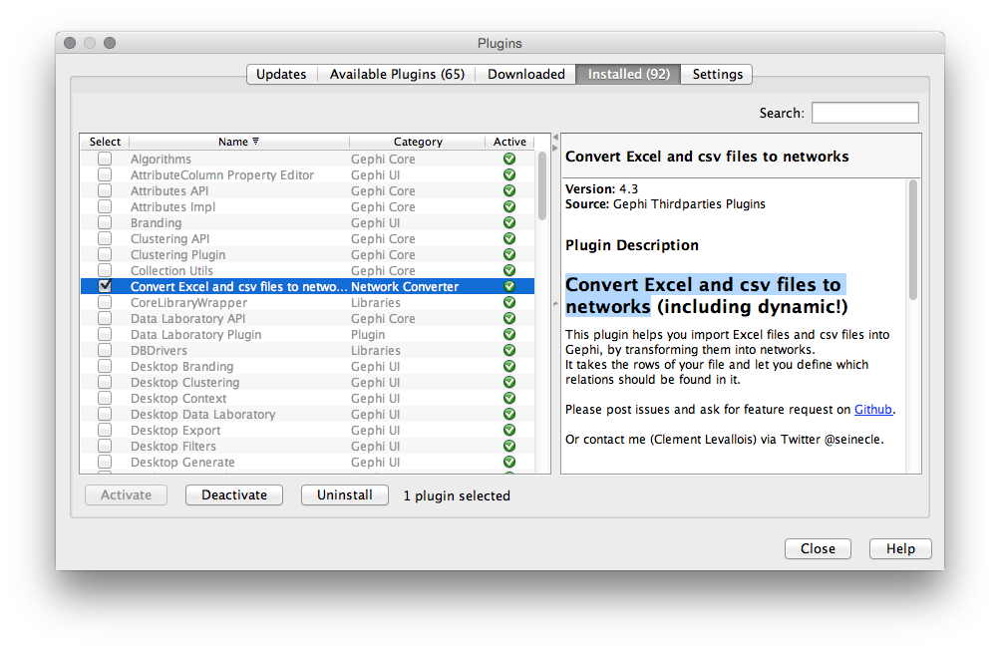 Plugins
Updates Available Plugins (65) Downloaded Installed (92) Settings
Search:
Select Name Category Active
Algorithms Gephi Core
AttributeColumn Property Editor Gephi UI
Attributes API Gephi Core
Attributes Impl Gephi Core
Branding Gephi UI
Clustering API Gephi Core
Clustering Plugin Gephi Core
Collection Utils Gephi Core
Convert Excel and csv files to netwo... Network Converter
CoreLibraryWrapper Libraries
Data Laboratory API Gephi Core
Data Laboratory Plugin Plugin
DBDrivers Libraries
Desktop Branding Gephi UI
Desktop Clustering Gephi UI
Desktop Context Gephi UI
Desktop Data Laboratory Gephi UI
Desktop Export Gephi UI
Desktop Filters Gephi UI
Desktop Generate Gephi UI
Convert Excel and csv files to networks
Version: 4.3
Source: Gephi Thirdparties Plugins
Plugin Description
Convert Excel and csv files to
networks (including dynamic!)
This plugin helps you import Excel files and csv files into
Gephi, by transforming them into networks.
It takes the rows of your file and let you define which
relations should be found in it.
Please post issues and ask for feature request on Github.
Or contact me (Clement Levallois) via Twitter @seinecle.
Activate Deactivate Uninstall 1 plugin selected
Close Help